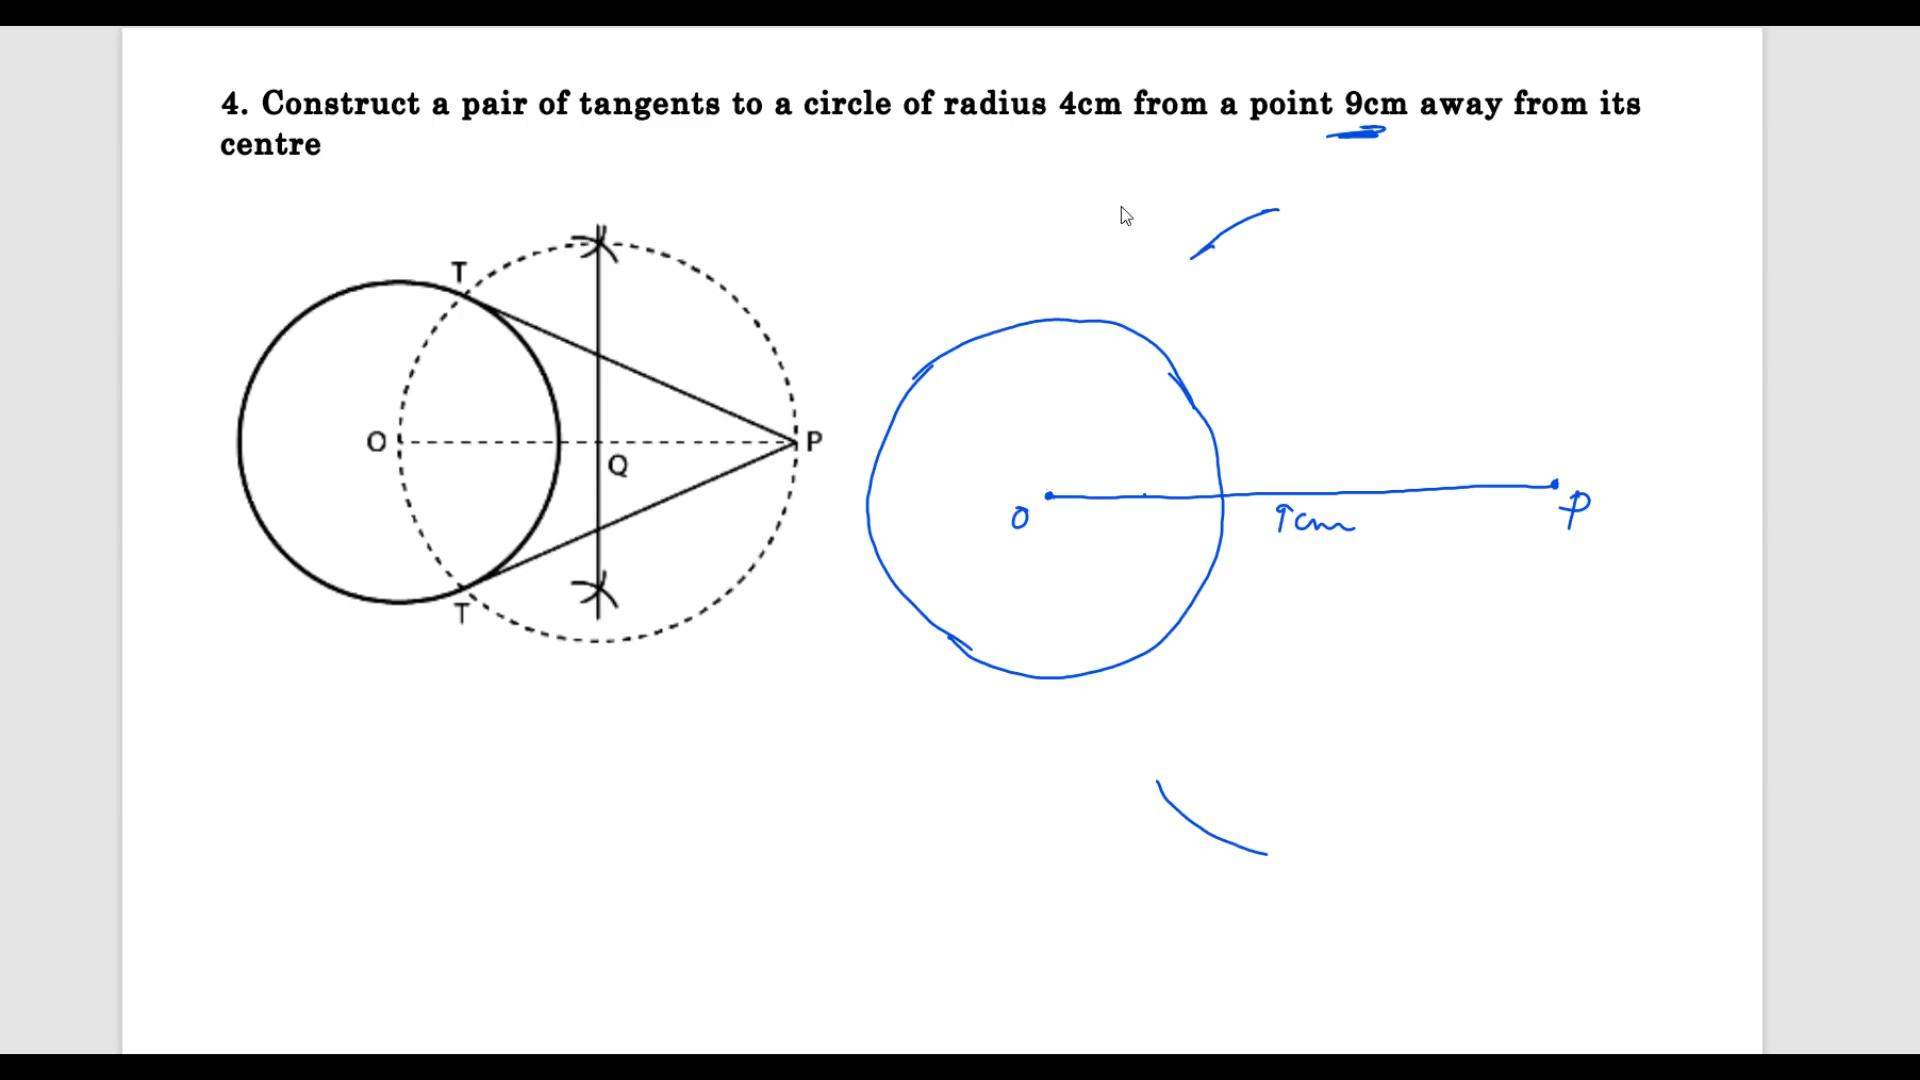 4. Construct a pair of tangents to a circle of radius 4cm from a point 9cm away from its
centre
T
O
P
Q
T
O
9cm
P